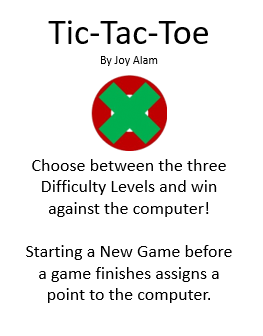 Tic-Tac-Toe
By Joy Alam
Choose between the three
Difficulty Levels and win
against the computer!
Starting a New Game before
a game finishes assigns a
point to the computer.